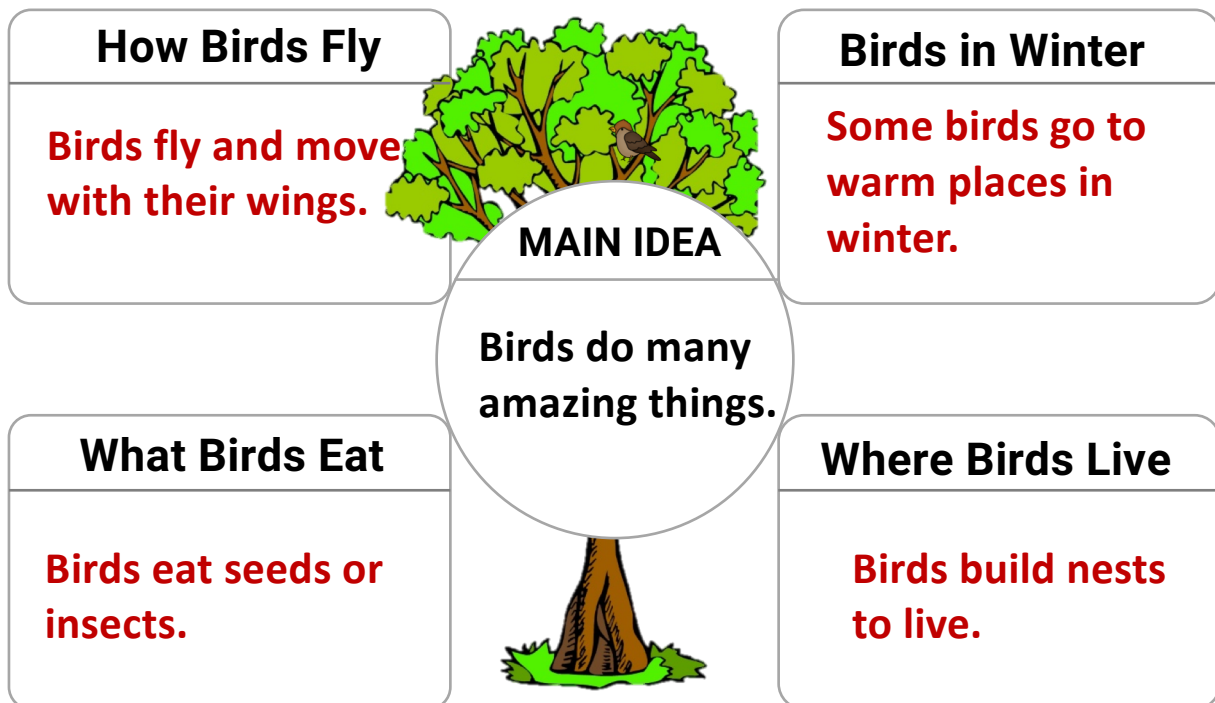 How Birds Fly
Birds fly and move
with their wings.
Birds in Winter
Some birds go to
warm places in
winter.
MAIN IDEA
Birds do many
amazing things.
What Birds Eat
Birds eat seeds or
insects.
Where Birds Live
Birds build nests
to live.